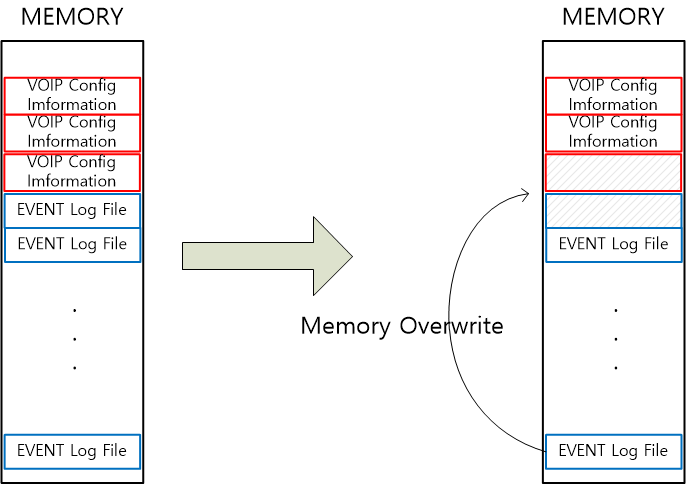 MEMORY
VOIP Config
Imformation
VOIP Config
Imformation
VOIP Config
Imformation
EVENT Log File
EVENT Log File
.
.
.
EVENT Log File
Memory Overwrite
MEMORY
VOIP Config
Imformation
VOIP Config
Imformation
EVENT Log File
.
.
.
EVENT Log File